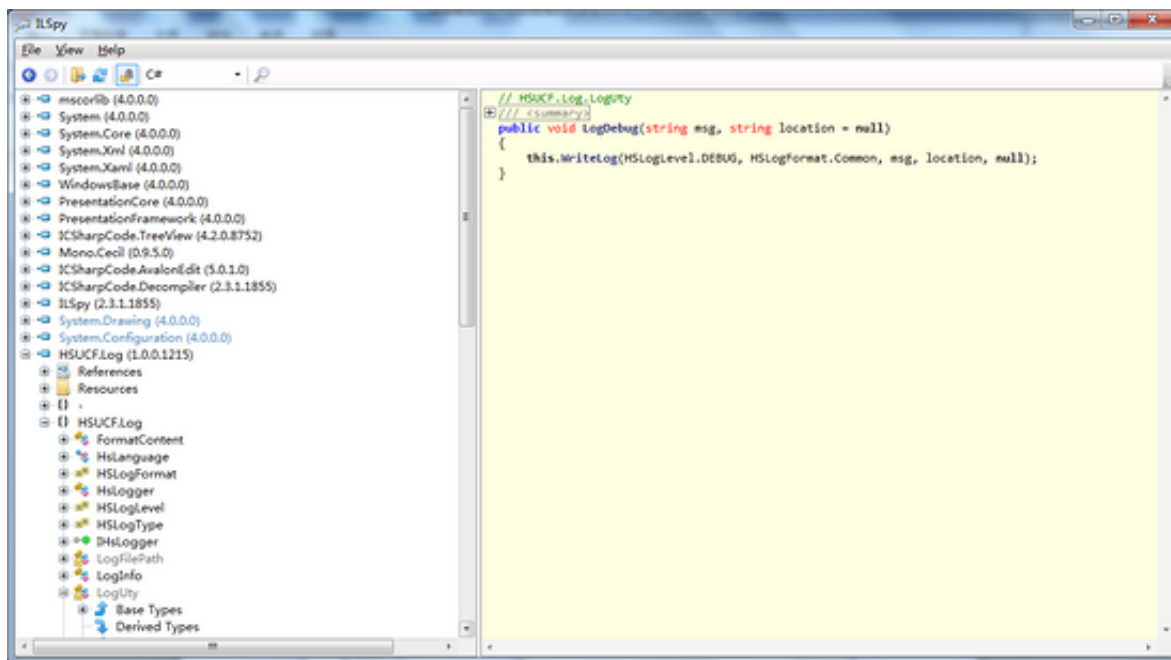 ILSpy
File View Help
C#
mscorlib (4.0.0.0)
System (4.0.0.0)
System.Core (4.0.0.0)
System.Xml (4.0.0.0)
System.Xaml (4.0.0.0)
WindowsBase (4.0.0.0)
PresentationCore (4.0.0.0)
PresentationFramework (4.0.0.0)
ICSharpCode.TreeView (4.2.0.8752)
Mono.Cecil (0.9.5.0)
ICSharpCode.AvalonEdit (5.0.1.0)
ICSharpCode.Decompiler (2.3.1.1855)
ILSpy (2.3.1.1855)
System.Drawing (4.0.0.0)
System.Configuration (4.0.0.0)
HSUCF.Log (1.0.0.1215)
References
Resources
{} -
{} HSUCF.Log
FormatContent
HsLanguage
HSLogFormat
HsLogger
HSLogLevel
HSLogType
IHsLogger
LogFilePath
LogInfo
LogUty
Base Types
Derived Types
// HSUCF.Log.LogUty
/// <summary>
public void LogDebug(string msg, string location = null)
{
this.WriteLog(HSLogLevel.DEBUG, HSLogFormat.Common, msg, location, null);
}